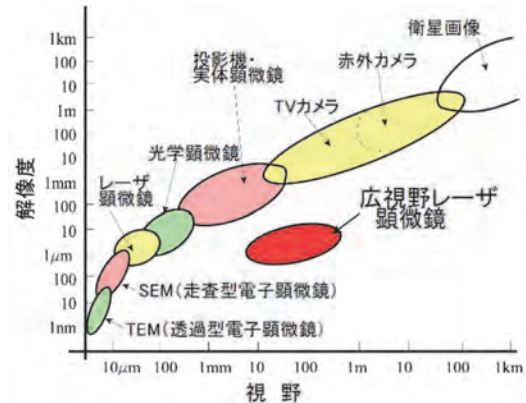 1km
100
10
1m
100
10
1mm
100
10
1μm
100
10
1nm
解像度
衛星画像
投影機・
実体顕微鏡
赤外カメラ
TVカメラ
光学顕微鏡
レーザ
顕微鏡
広視野レーザ
顕微鏡
SEM(走査型電子顕微鏡)
TEM(透過型電子顕微鏡)
10μm 100 1mm 10 100 1m 10 100 1km
視野